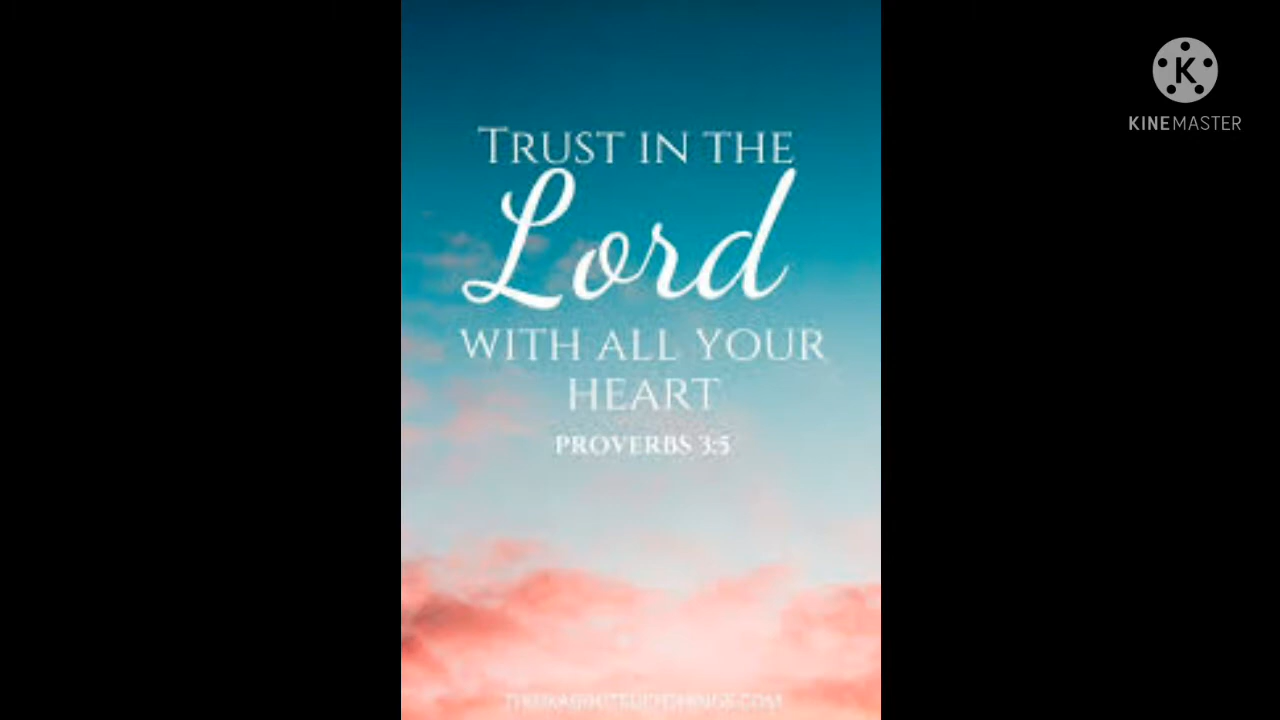 TRUST IN THE
Lord
WITH ALL YOUR
HEART
PROVERBS 3:5
KINEMASTER